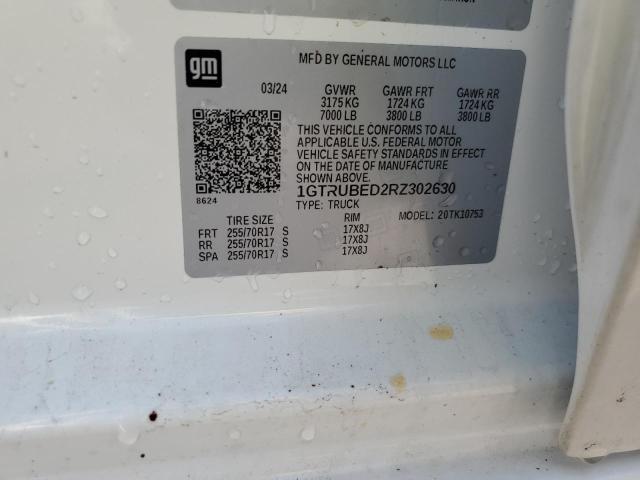 gm
MFD BY GENERAL MOTORS LLC
03/24 GVWR GAWR FRT GAWR RR
3175 KG 1724 KG 1724 KG
7000 LB 3800 LB 3800 LB
THIS VEHICLE CONFORMS TO ALL
APPLICABLE U.S. FEDERAL MOTOR
VEHICLE SAFETY STANDARDS IN EFFECT
ON THE DATE OF MANUFACTURE
SHOWN ABOVE.
1GTRUBED2RZ302630
8624
TYPE: TRUCK MODEL: 20TK10753
TIRE SIZE RIM
FRT 255/70R17 S 17X8J
RR 255/70R17 S 17X8J
SPA 255/70R17 S 17X8J